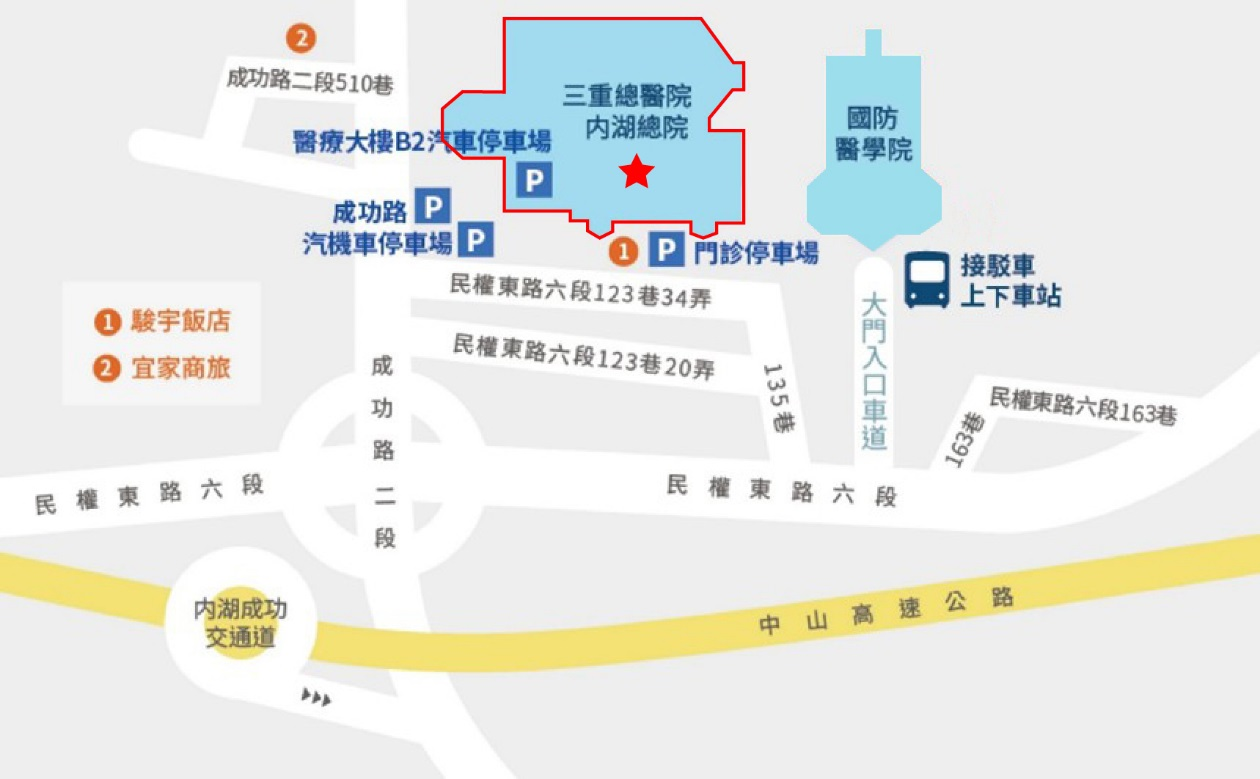 2
成功路二段510巷
三重總醫院
内湖總院
國防
醫學院
醫療大樓B2汽車停車場
P
成功路 P
汽機車停車場 P
1 P 門診停車場
接駁車
上下車站
民權東路六段123巷34弄
大門入口車道
1 駿宇飯店
2 宜家商旅
民權東路六段123巷20弄
135巷
成功路二段
民權東路六段163巷
163巷
民權東路六段
民權東路六段
内湖成功
交通道
中山高速公路